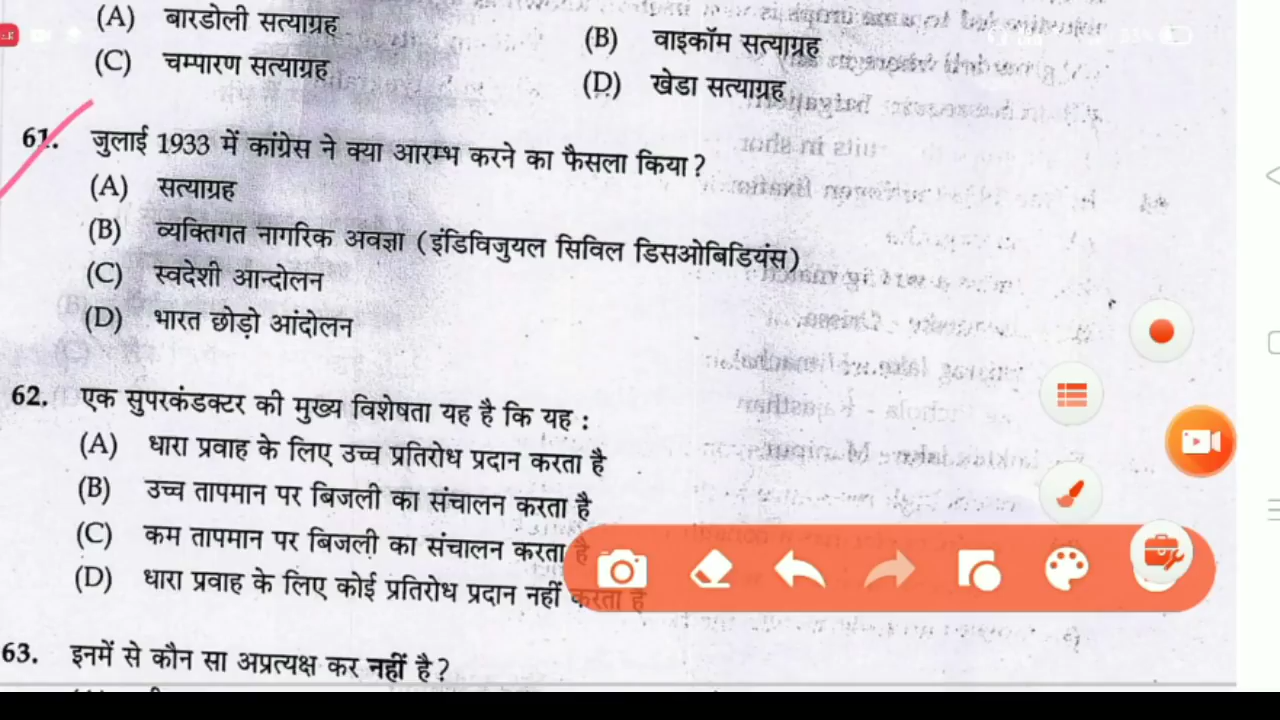 (A) बारडोली सत्याग्रह
(B) वाइकॉम सत्याग्रह
(C) चम्पारण सत्याग्रह
(D) खेडा सत्याग्रह
61. जुलाई 1933 में कांग्रेस ने क्या आरम्भ करने का फैसला किया?
(A) सत्याग्रह
(B) व्यक्तिगत नागरिक अवज्ञा (इंडिविजुयल सिविल डिसओबिडियंस)
(C) स्वदेशी आन्दोलन
(D) भारत छोड़ो आंदोलन
62. एक सुपरकंडक्टर की मुख्य विशेषता यह है कि यह :
(A) धारा प्रवाह के लिए उच्च प्रतिरोध प्रदान करता है
(B) उच्च तापमान पर बिजली का संचालन करता है
(C) कम तापमान पर बिजली का संचालन करता है
(D) धारा प्रवाह के लिए कोई प्रतिरोध प्रदान नहीं करता है
63. इनमें से कौन सा अप्रत्यक्ष कर नहीं है?